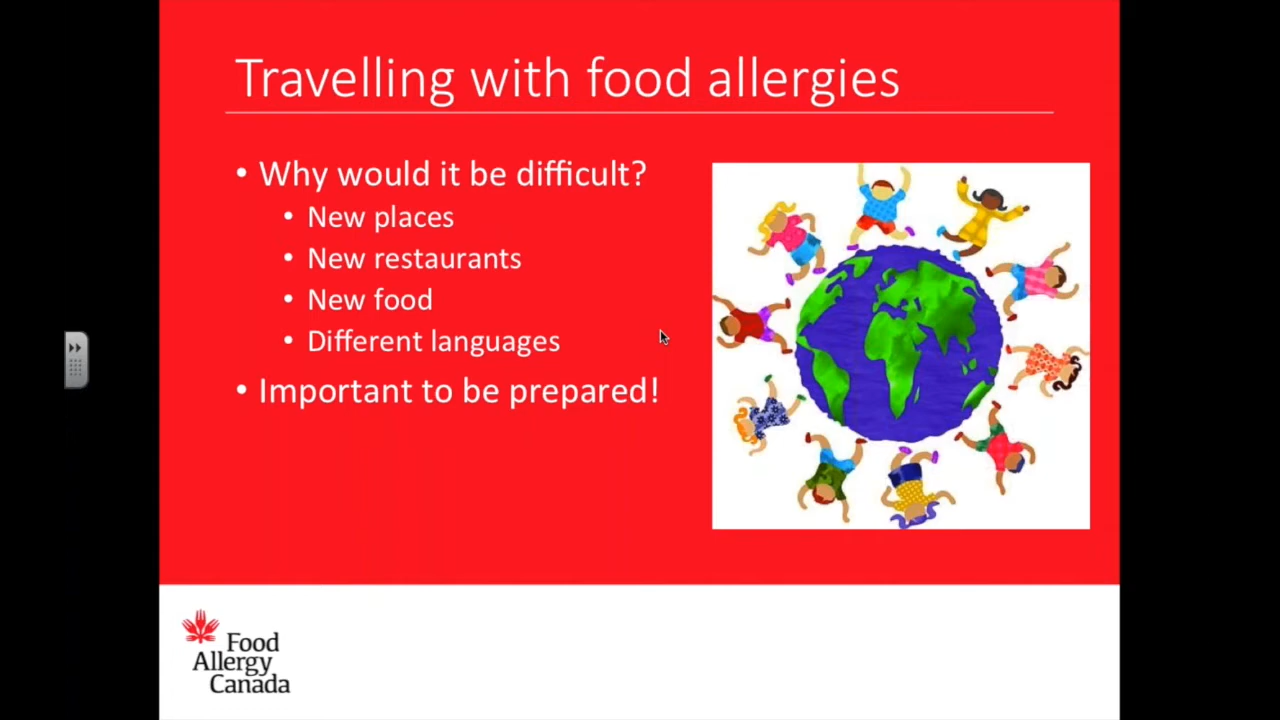 Travelling with food allergies
• Why would it be difficult?
• New places
• New restaurants
• New food
• Different languages
• Important to be prepared!
Food
Allergy
Canada